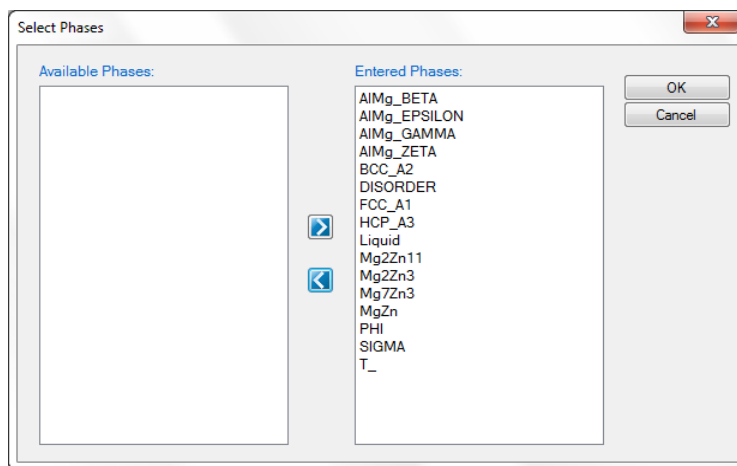 Select Phases
Available Phases:
Entered Phases:
OK
Cancel
AlMg_BETA
AlMg_EPSILON
AlMg_GAMMA
AlMg_ZETA
BCC_A2
DISORDER
FCC_A1
HCP_A3
Liquid
Mg2Zn11
Mg2Zn3
Mg7Zn3
MgZn
PHI
SIGMA
T_